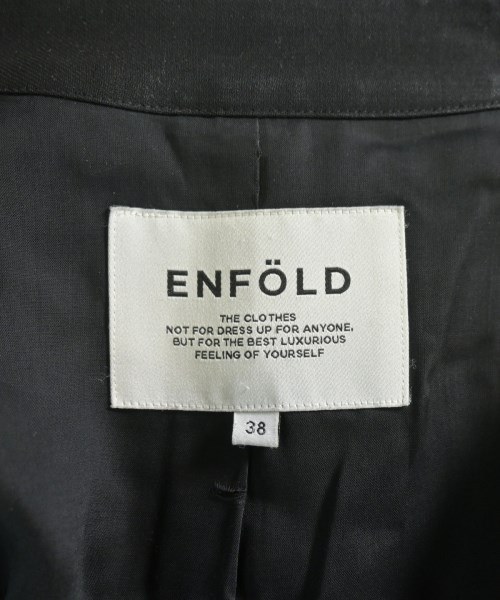 ENFÖLD
THE CLOTHES
NOT FOR DRESS UP FOR ANYONE,
BUT FOR THE BEST LUXURIOUS
FEELING OF YOURSELF
38